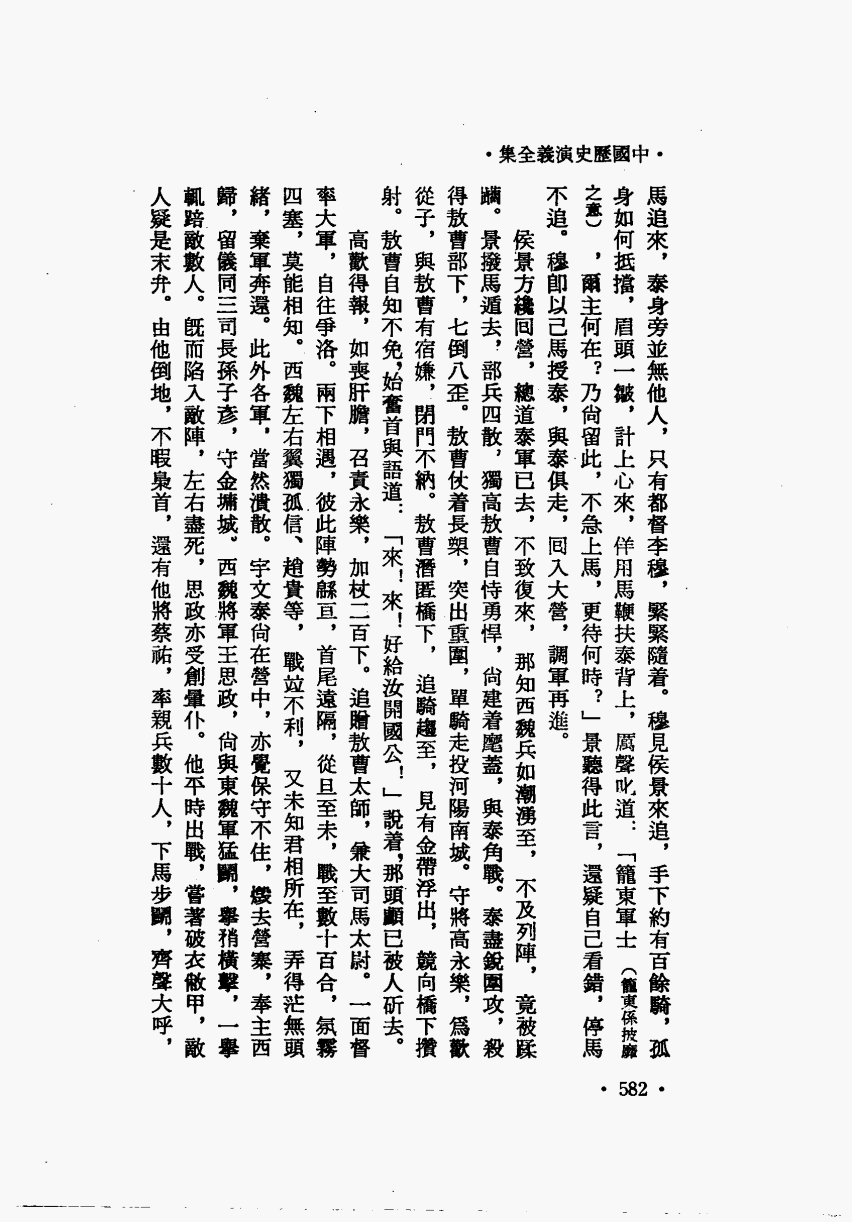 •中國歷史演義全集•
馬追來，泰身旁並無他人，只有都督李穆，緊緊隨着。穆見侯景來追，手下約有百餘騎，孤
身如何抵擋，眉頭一皺，計上心來，佯用馬鞭扶泰背上，厲聲叱道：「籠東軍士（籠東係披靡
之意），爾主何在？乃尙留此，不急上馬，更待何時？」景聽得此言，還疑自己看錯，停馬
不追。穆卽以己馬授泰，與泰俱走，囘入大營，調軍再進。
侯景方纔囘營，總道泰軍已去，不致復來，那知西魏兵如潮湧至，不及列陣，竟被蹂
躪。景撥馬遁去，部兵四散，獨高敖曹自恃勇悍，尙建着麾蓋，與泰角戰。泰盡銳圍攻，殺
得敖曹部下，七倒八歪。敖曹仗着長槊，突出重圍，單騎走投河陽南城。守將高永樂，爲歡
從子，與敖曹有宿嫌，閉門不納。敖曹潛匿橋下，追騎趨至，見有金帶浮出，競向橋下攢
射。敖曹自知不免，始奮首與語道：「來！來！好給汝開國公！」說着，那頭顱已被人斫去。
高歡得報，如喪肝膽，召責永樂，加杖二百下。追贈敖曹太師，兼大司馬太尉。一面督
率大軍，自往爭洛。兩下相遇，彼此陣勢緜亙，首尾遠隔，從旦至未，戰至數十百合，氛霧
四塞，莫能相知。西魏左右翼獨孤信、趙貴等，戰竝不利，又未知君相所在，弄得茫無頭
緒，棄軍奔還。此外各軍，當然潰散。宇文泰尙在營中，亦覺保守不住，燬去營寨，奉主西
歸，留儀同三司長孫子彥，守金墉城。西魏將軍王思政，尙與東魏軍猛鬭，舉矟橫擊，一擧
輒踣敵數人。旣而陷入敵陣，左右盡死，思政亦受創暈仆。他平時出戰，嘗著破衣敝甲，敵
人疑是末弁。由他倒地，不暇梟首，還有他將蔡祐，率親兵數十人，下馬步鬭，齊聲大呼，
•582•